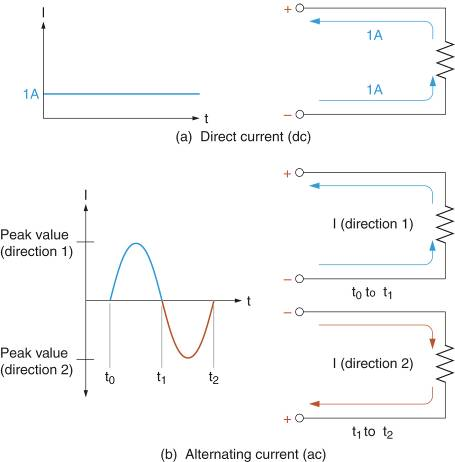 I
1A
t
+
1A
1A
−
(a) Direct current (dc)
I
Peak value
(direction 1)
t
Peak value
(direction 2)
t0
t1
t2
+
I (direction 1)
−
t0 to t1
−
I (direction 2)
+
t1 to t2
(b) Alternating current (ac)